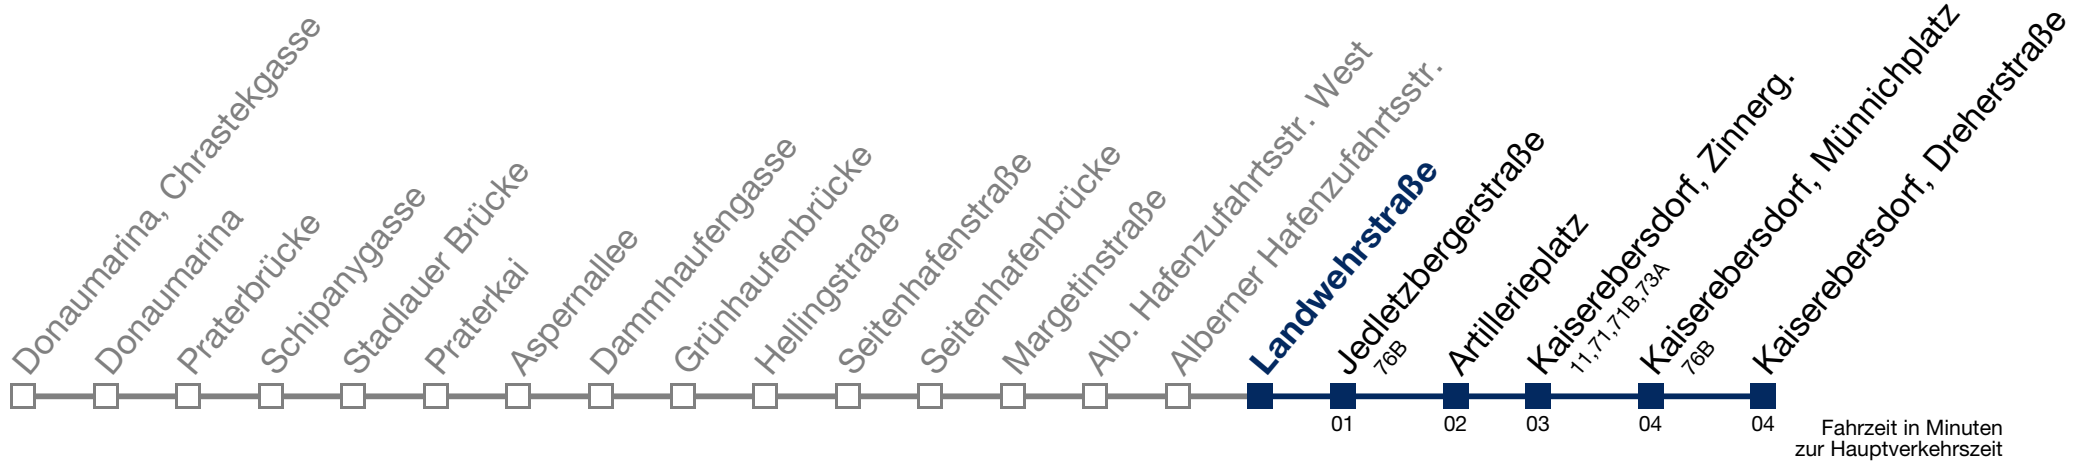 Donaumarina, Chrastekgasse
Donaumarina
Praterbrücke
Schipanygasse
Stadlauer Brücke
Praterkai
Aspernallee
Dammhaufengasse
Grünhaufenbrücke
Hellingstraße
Seitenhafenstraße
Seitenhafenbrücke
Margetinstraße
Alb. Hafenzufahrtsstr. West
Alberner Hafenzufahrtsstr.
Landwehrstraße
Jedletzbergerstraße
76B
01
Artillerieplatz
02
Kaiserebersdorf, Zinnerg.
11,71,71B,73A
03
Kaiserebersdorf, Münnichplatz
76B
04
Kaiserebersdorf, Dreherstraße
04
Fahrzeit in Minuten
zur Hauptverkehrszeit